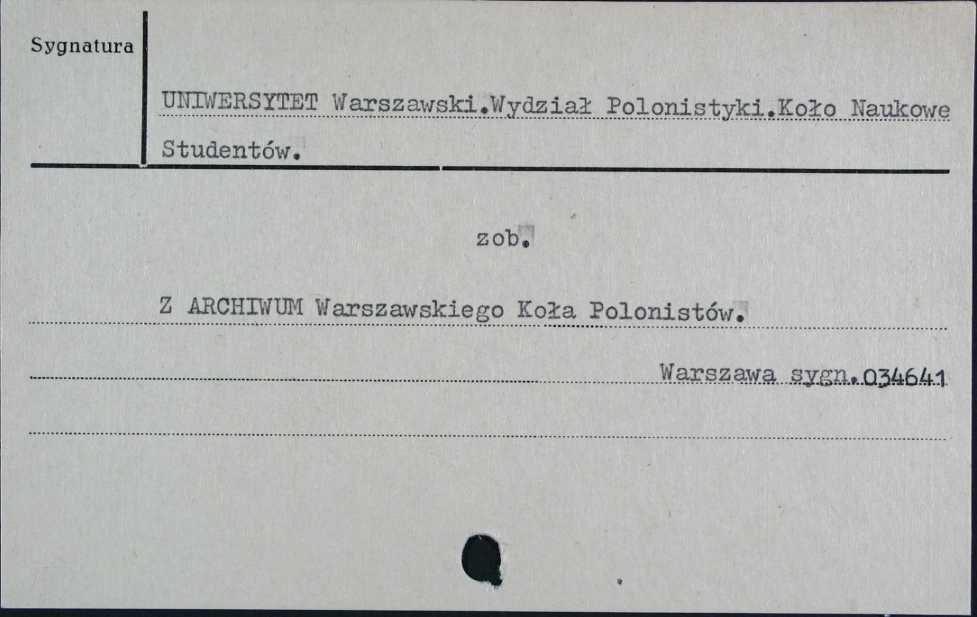 Sygnatura
UNIWERSYTET Warszawski.Wydział Polonistyki.Koło Naukowe
Studentów.
zob.
Z ARCHIWUM Warszawskiego Koła Polonistów.
Warszawa sygn.034641